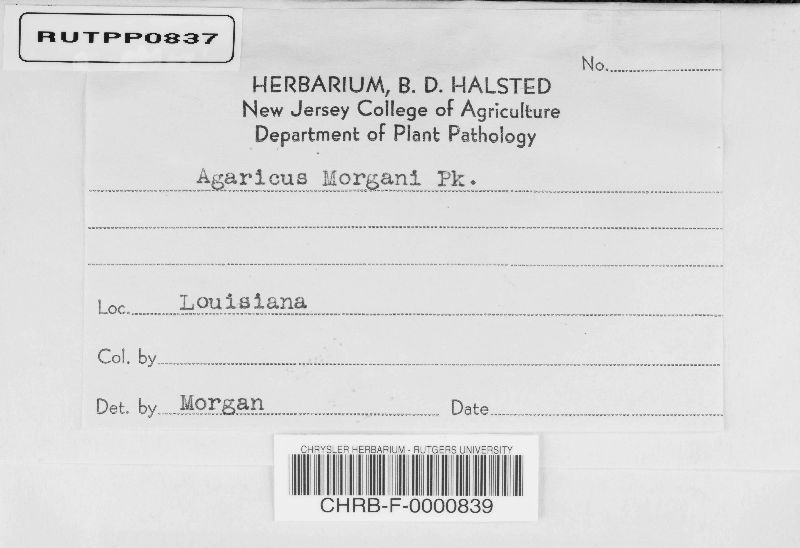 RUTPP0837
No.
HERBARIUM, B. D. HALSTED
New Jersey College of Agriculture
Department of Plant Pathology
Agaricus Morgani Pk.
Loc. Louisiana
Col. by
Det. by Morgan Date
CHRYSLER HERBARIUM - RUTGERS UNIVERSITY
CHRB-F-0000839